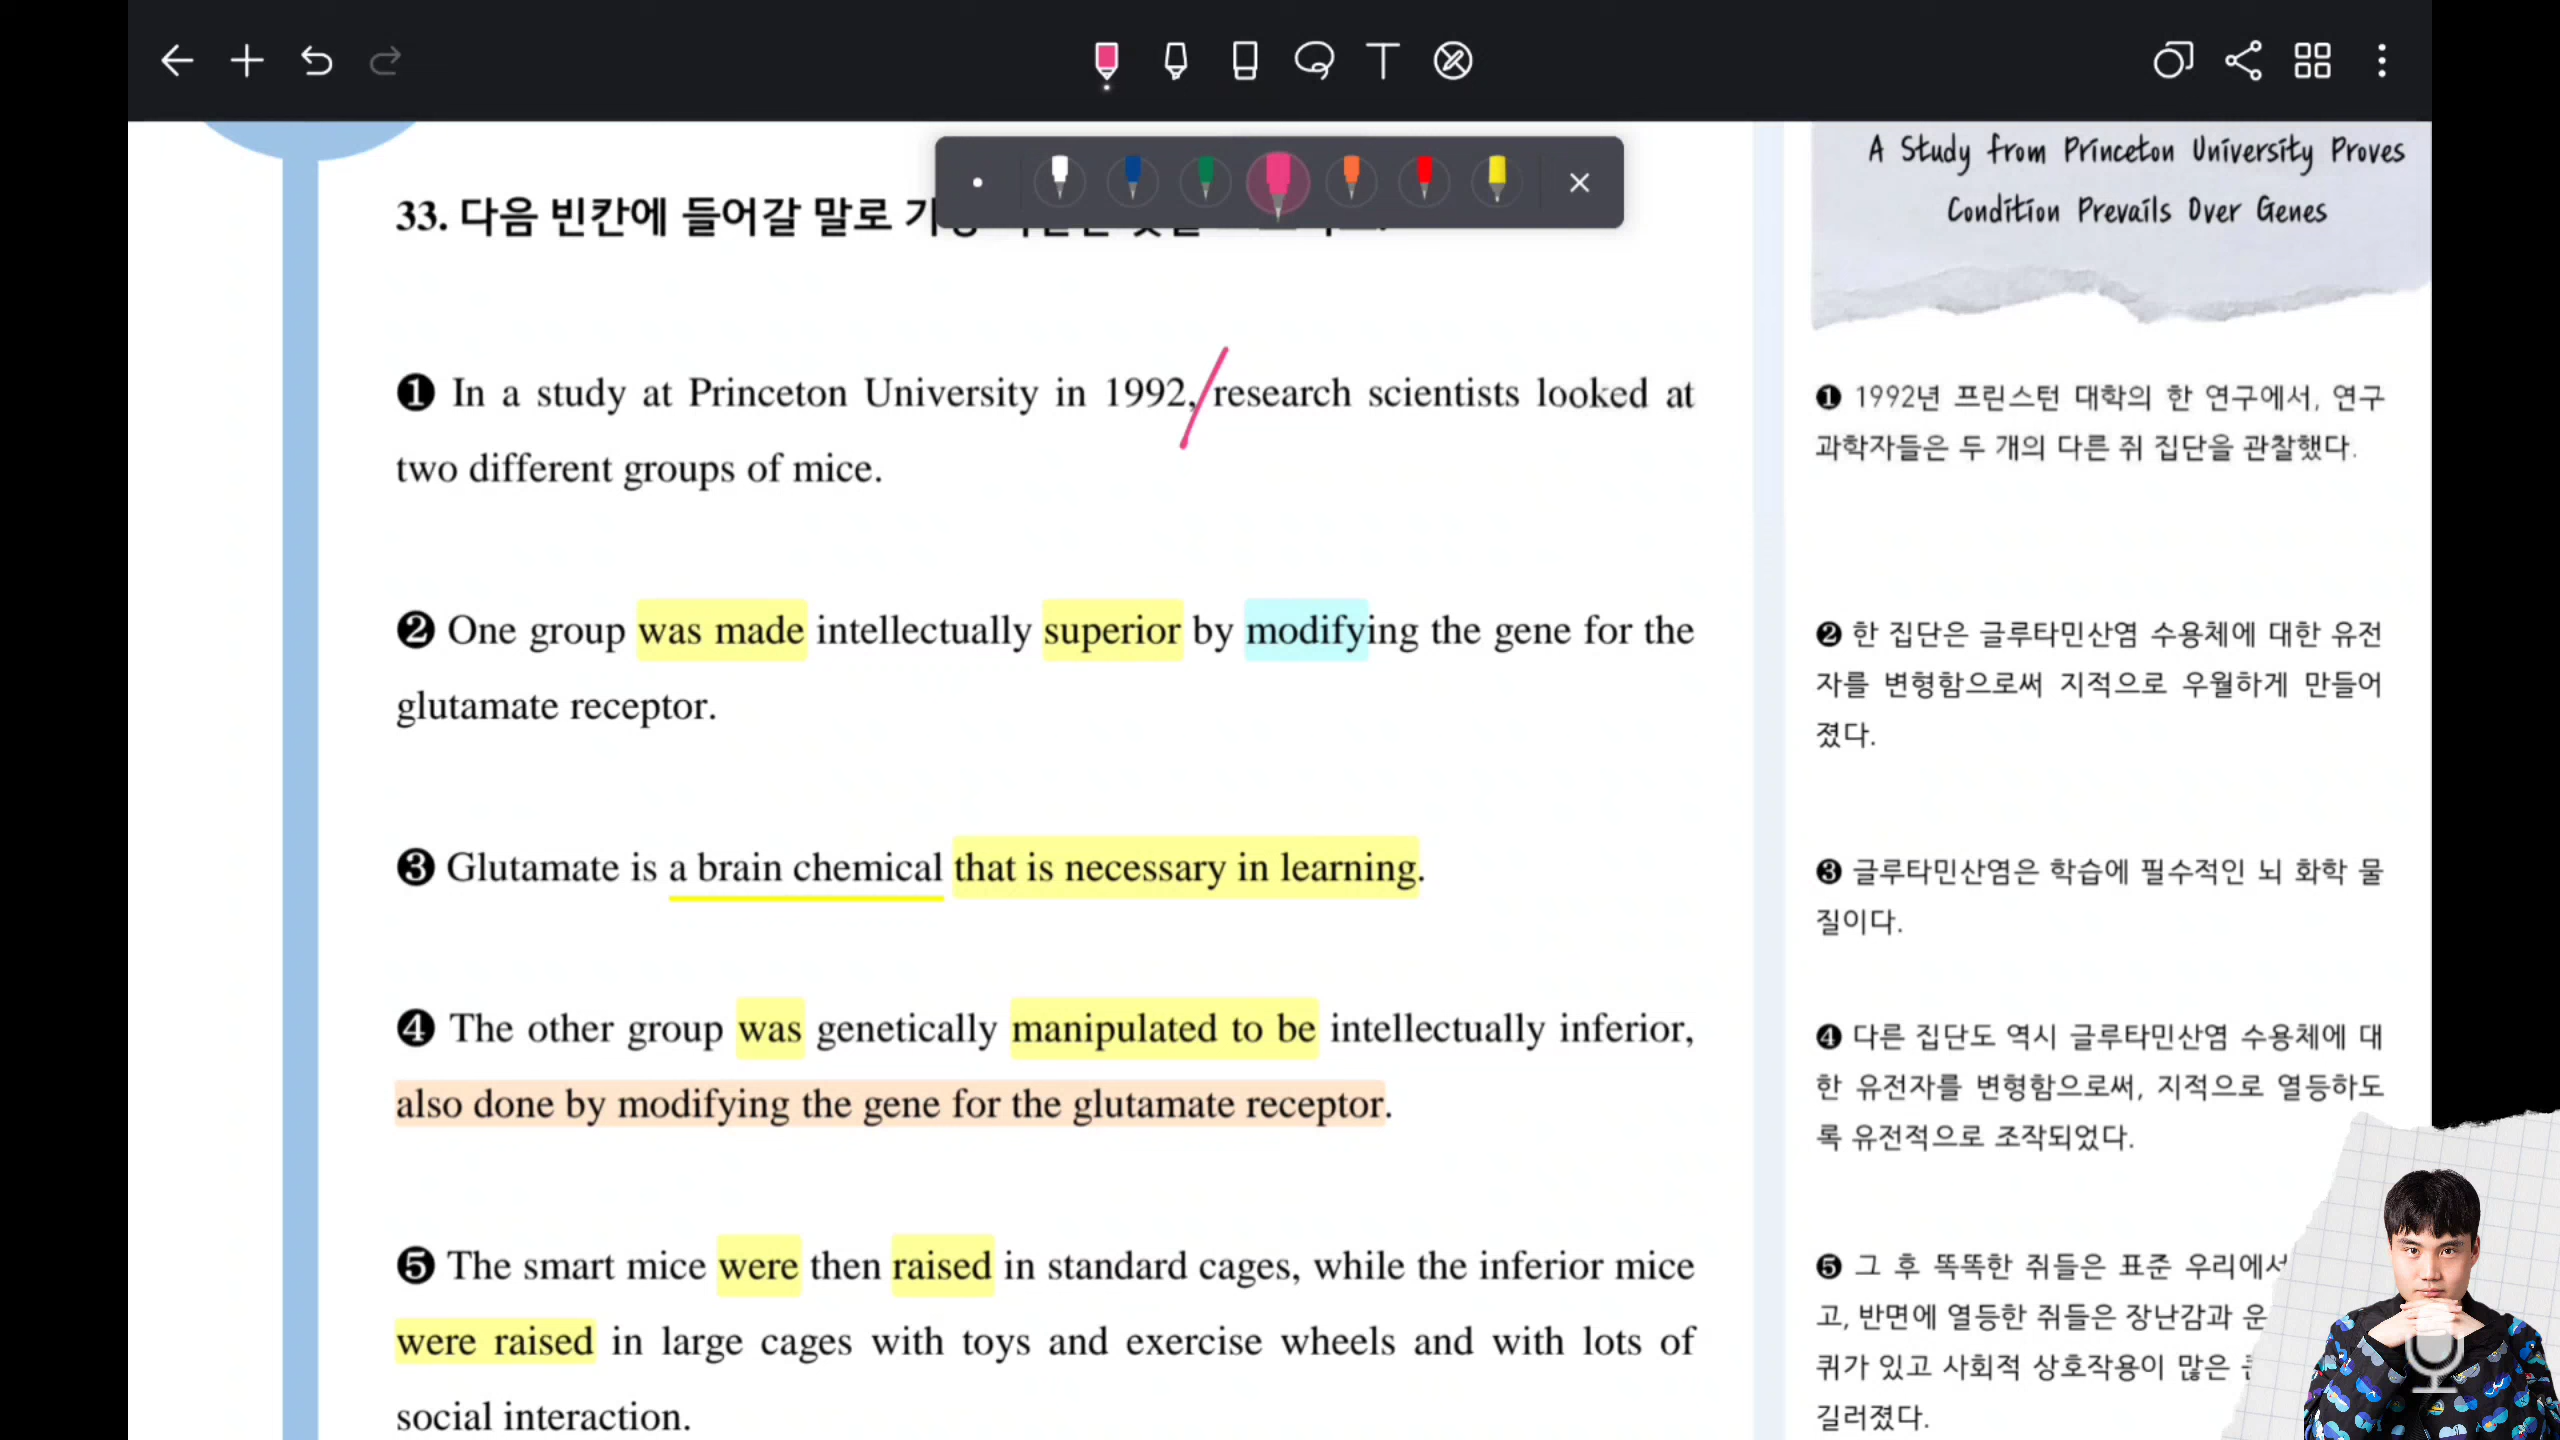 A Study from Princeton University Proves
Condition Prevails Over Genes
33. 다음 빈칸에 들어갈 말로
❶ In a study at Princeton University in 1992, research scientists looked at
two different groups of mice.
❷ One group was made intellectually superior by modifying the gene for the
glutamate receptor.
❸ Glutamate is a brain chemical that is necessary in learning.
❹ The other group was genetically manipulated to be intellectually inferior,
also done by modifying the gene for the glutamate receptor.
❺ The smart mice were then raised in standard cages, while the inferior mice
were raised in large cages with toys and exercise wheels and with lots of
social interaction.
❶ 1992년 프린스턴 대학의 한 연구에서, 연구
과학자들은 두 개의 다른 쥐 집단을 관찰했다.
❷ 한 집단은 글루타민산염 수용체에 대한 유전
자를 변형함으로써 지적으로 우월하게 만들어
졌다.
❸ 글루타민산염은 학습에 필수적인 뇌 화학 물
질이다.
❹ 다른 집단도 역시 글루타민산염 수용체에 대
한 유전자를 변형함으로써, 지적으로 열등하도
록 유전적으로 조작되었다.
❺ 그 후 똑똑한 쥐들은 표준 우리에서
고, 반면에 열등한 쥐들은 장난감과 운
퀴가 있고 사회적 상호작용이 많은
길러졌다.